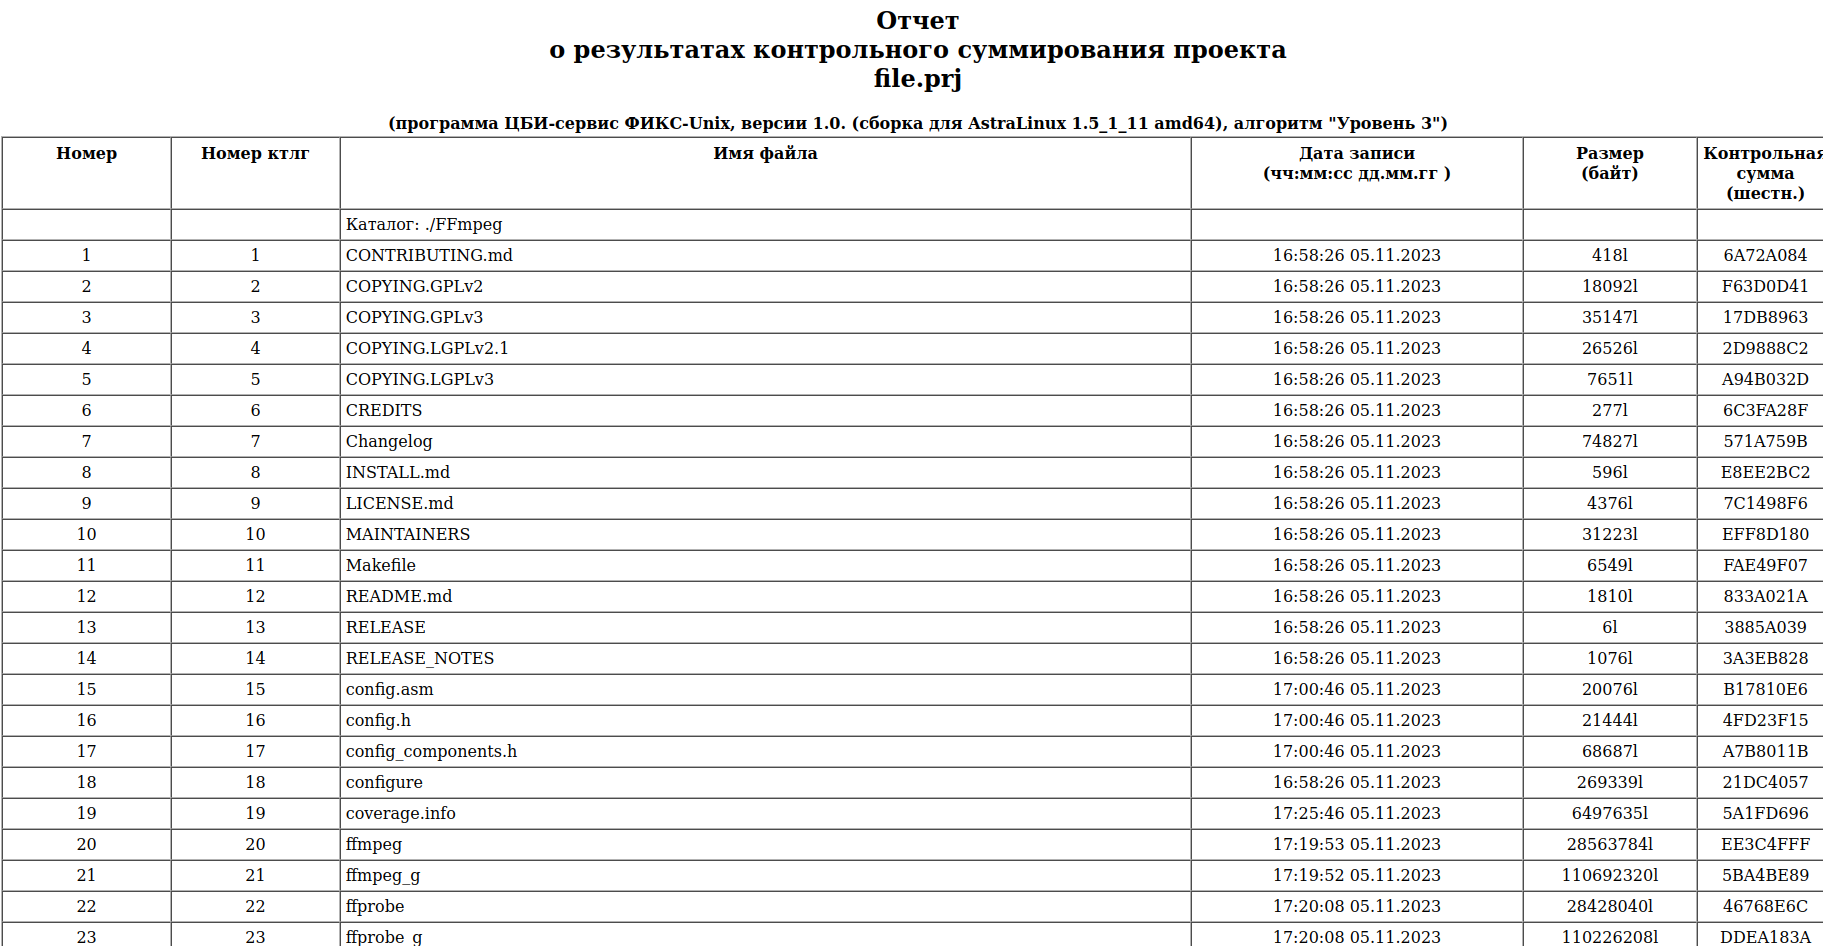 Отчет
о результатах контрольного суммирования проекта
file.prj
(программа ЦБИ-сервис ФИКС-Unix, версии 1.0. (сборка для AstraLinux 1.5_1_11 amd64), алгоритм "Уровень 3")
Номер Номер ктлг Имя файла Дата записи Размер Контрольная
(чч:мм:сс дд.мм.гг ) (байт) сумма
(шестн.)
Каталог: ./FFmpeg
1 1 CONTRIBUTING.md 16:58:26 05.11.2023 418l 6A72A084
2 2 COPYING.GPLv2 16:58:26 05.11.2023 18092l F63D0D41
3 3 COPYING.GPLv3 16:58:26 05.11.2023 35147l 17DB8963
4 4 COPYING.LGPLv2.1 16:58:26 05.11.2023 26526l 2D9888C2
5 5 COPYING.LGPLv3 16:58:26 05.11.2023 7651l A94B032D
6 6 CREDITS 16:58:26 05.11.2023 277l 6C3FA28F
7 7 Changelog 16:58:26 05.11.2023 74827l 571A759B
8 8 INSTALL.md 16:58:26 05.11.2023 596l E8EE2BC2
9 9 LICENSE.md 16:58:26 05.11.2023 4376l 7C1498F6
10 10 MAINTAINERS 16:58:26 05.11.2023 31223l EFF8D180
11 11 Makefile 16:58:26 05.11.2023 6549l FAE49F07
12 12 README.md 16:58:26 05.11.2023 1810l 833A021A
13 13 RELEASE 16:58:26 05.11.2023 6l 3885A039
14 14 RELEASE_NOTES 16:58:26 05.11.2023 1076l 3A3EB828
15 15 config.asm 17:00:46 05.11.2023 20076l B17810E6
16 16 config.h 17:00:46 05.11.2023 21444l 4FD23F15
17 17 config_components.h 17:00:46 05.11.2023 68687l A7B8011B
18 18 configure 16:58:26 05.11.2023 269339l 21DC4057
19 19 coverage.info 17:25:46 05.11.2023 6497635l 5A1FD696
20 20 ffmpeg 17:19:53 05.11.2023 28563784l EE3C4FFF
21 21 ffmpeg_g 17:19:52 05.11.2023 110692320l 5BA4BE89
22 22 ffprobe 17:20:08 05.11.2023 28428040l 46768E6C
23 23 ffprobe_g 17:20:08 05.11.2023 110226208l DDEA183A